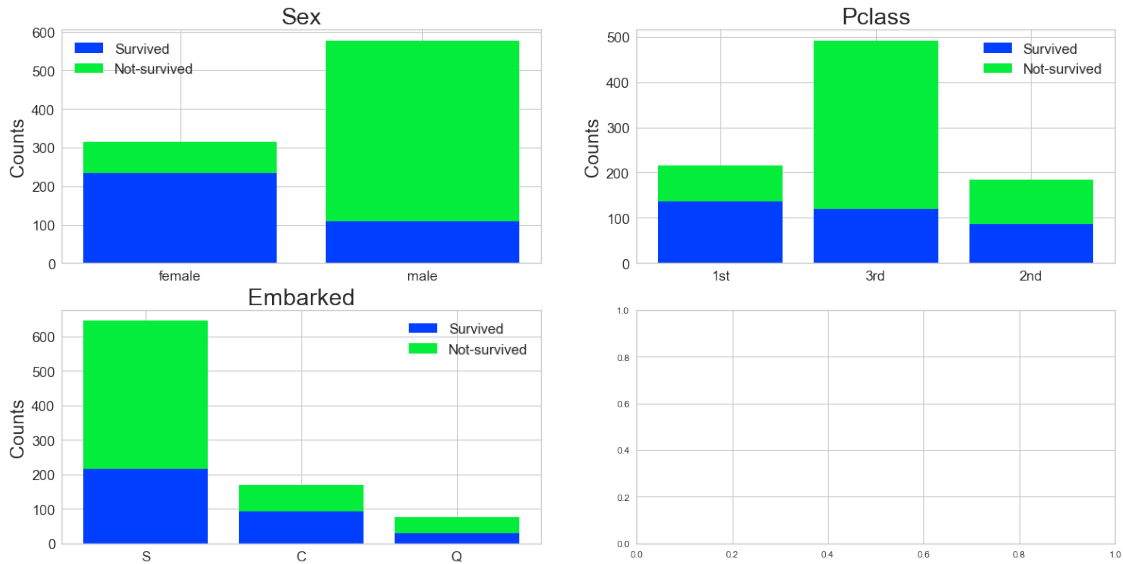 Sex
600
500
400
300
200
100
0
Counts
Survived
Not-survived
female
male
Pclass
500
400
300
200
100
0
Counts
Survived
Not-survived
1st
3rd
2nd
Embarked
600
500
400
300
200
100
0
Counts
Survived
Not-survived
S
C
Q
1.0
0.8
0.6
0.4
0.2
0.0
0.0
0.2
0.4
0.6
0.8
1.0